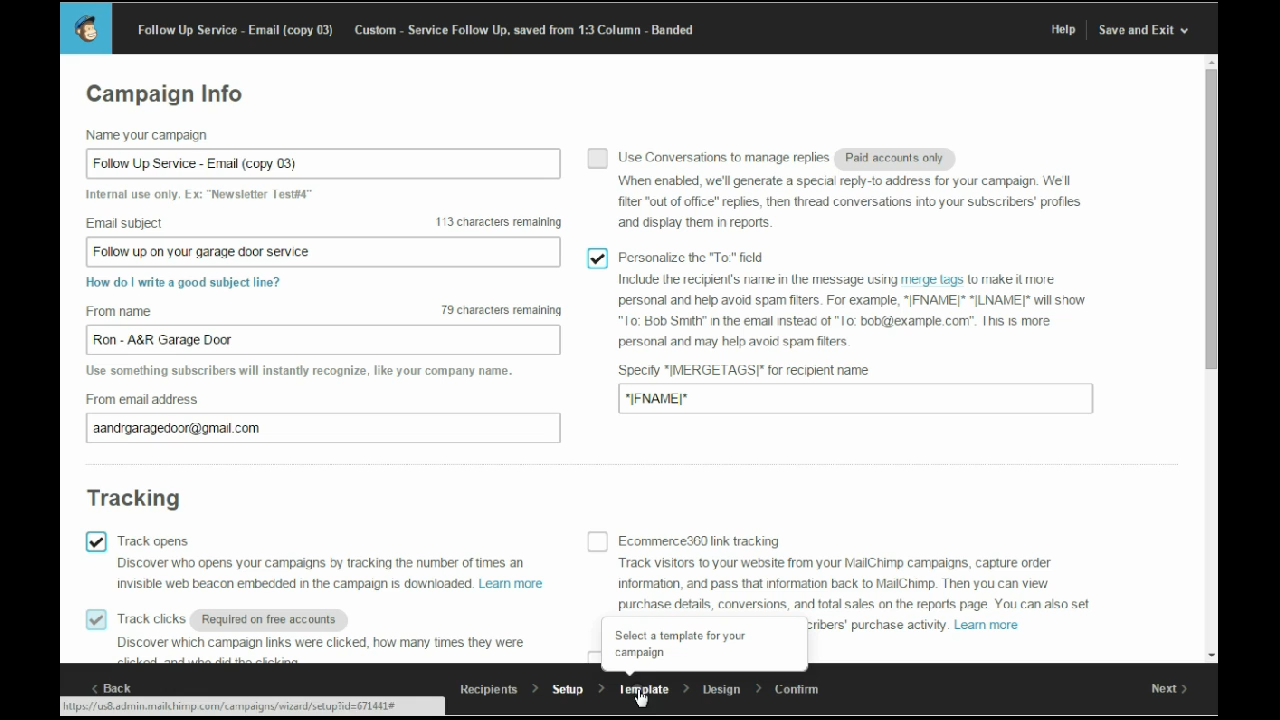 Follow Up Service - Email (copy 03)
Custom - Service Follow Up, saved from 1:3 Column - Banded
Help
Save and Exit
Campaign Info
Name your campaign
Follow Up Service - Email (copy 03)
Internal use only. Ex: "Newsletter Test#4"
Email subject
113 characters remaining
Follow up on your garage door service
How do I write a good subject line?
From name
79 characters remaining
Ron - A&R Garage Door
Use something subscribers will instantly recognize, like your company name.
From email address
aandrgaragedoor@gmail.com
Use Conversations to manage replies
Paid accounts only
When enabled, we'll generate a special reply-to address for your campaign. We'll
filter "out of office" replies, then thread conversations into your subscribers' profiles
and display them in reports.
Personalize the "To:" field
Include the recipient's name in the message using merge tags to make it more
personal and help avoid spam filters. For example, *|FNAME|* *|LNAME|* will show
"To: Bob Smith" in the email instead of "To: bob@example.com". This is more
personal and may help avoid spam filters.
Specify *|MERGETAGS|* for recipient name
*|FNAME|*
Tracking
Track opens
Discover who opens your campaigns by tracking the number of times an
invisible web beacon embedded in the campaign is downloaded. Learn more
Track clicks
Required on free accounts
Discover which campaign links were clicked, how many times they were
clicked, and who did the clicking.
Ecommerce360 link tracking
Track visitors to your website from your MailChimp campaigns, capture order
information, and pass that information back to MailChimp. Then you can view
purchase details, conversions, and total sales on the reports page. You can also set
cribers' purchase activity. Learn more
Select a template for your
campaign
Back
Recipients
Setup
Template
Design
Confirm
Next
https://us8.admin.mailchimp.com/campaigns/wizard/setup?id=671441#